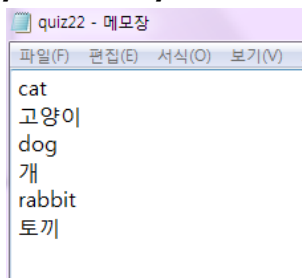 quiz22 - 메모장
파일(F) 편집(E) 서식(O) 보기(V)
cat
고양이
dog
개
rabbit
토끼